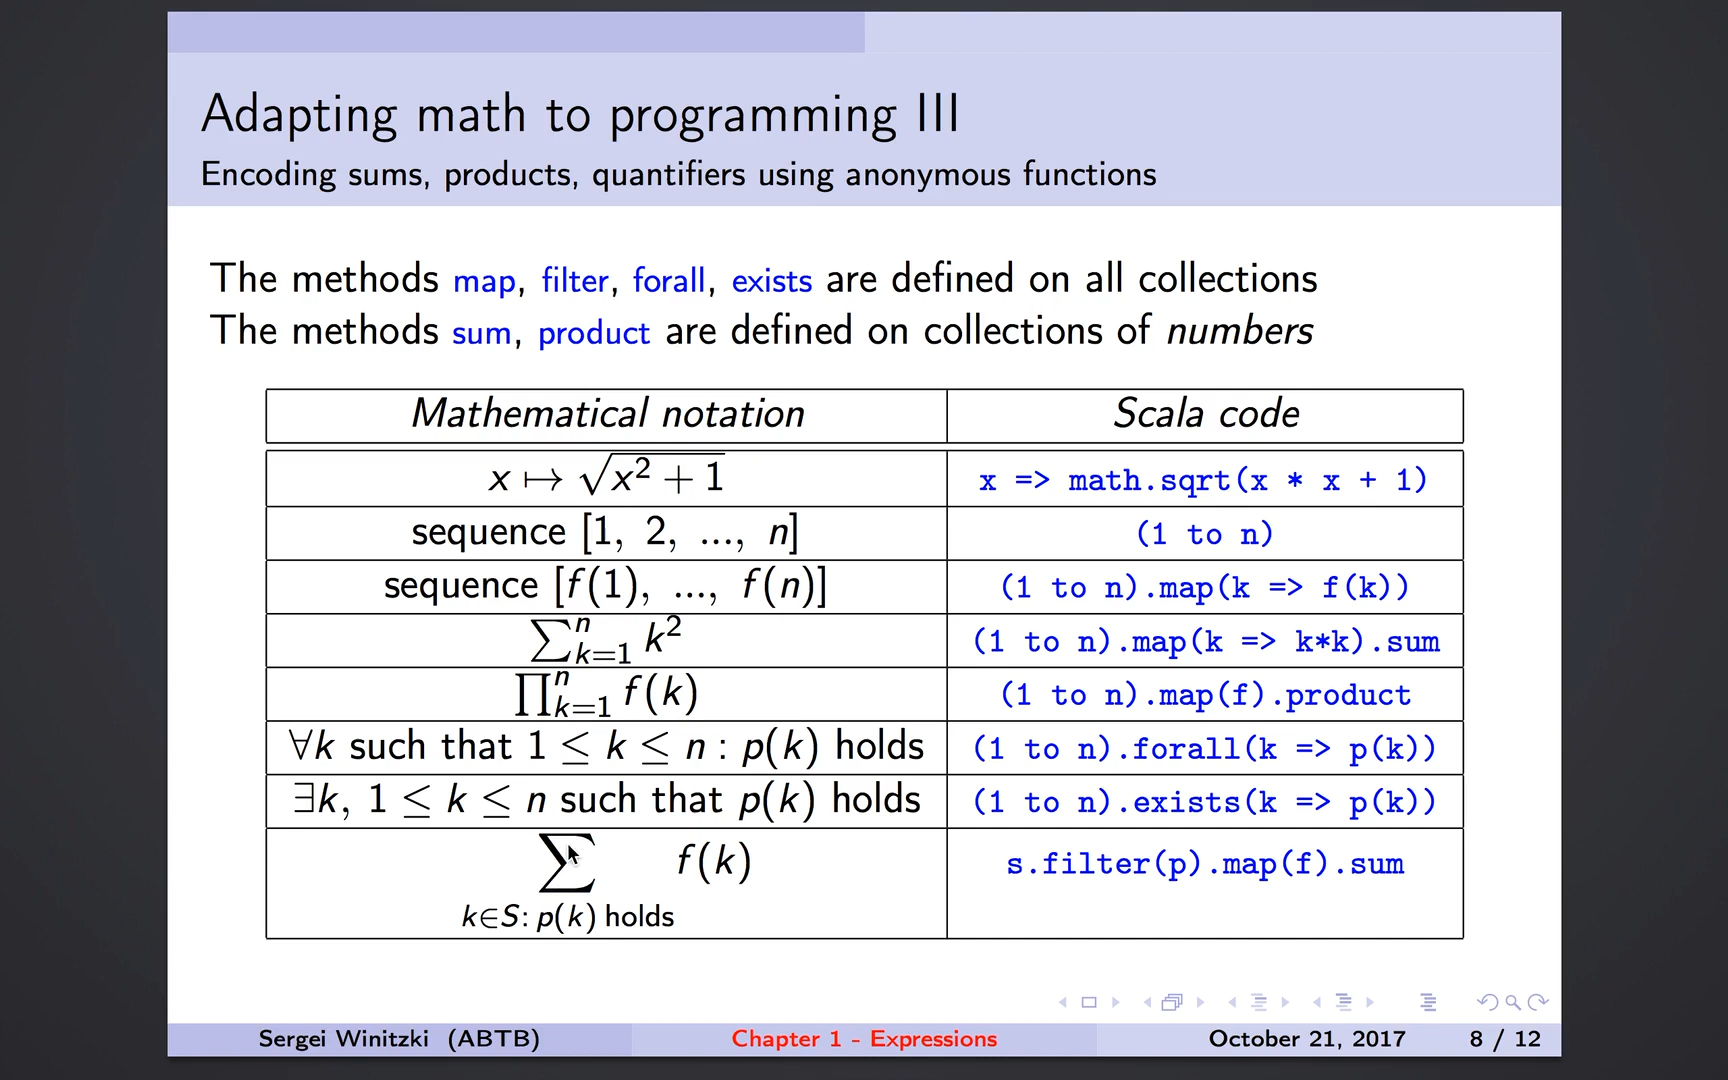 Adapting math to programming III
Encoding sums, products, quantifiers using anonymous functions
The methods map, filter, forall, exists are defined on all collections
The methods sum, product are defined on collections of numbers
Mathematical notation Scala code
x ↦ √(x² + 1) x => math.sqrt(x * x + 1)
sequence [1, 2, ..., n] (1 to n)
sequence [f(1), ..., f(n)] (1 to n).map(k => f(k))
∑ⁿₖ₌₁ k² (1 to n).map(k => k*k).sum
∏ⁿₖ₌₁ f(k) (1 to n).map(f).product
∀k such that 1 ≤ k ≤ n : p(k) holds (1 to n).forall(k => p(k))
∃k, 1 ≤ k ≤ n such that p(k) holds (1 to n).exists(k => p(k))
∑ f(k) s.filter(p).map(f).sum
k∈S: p(k) holds
Sergei Winitzki (ABTB) Chapter 1 - Expressions October 21, 2017 8 / 12